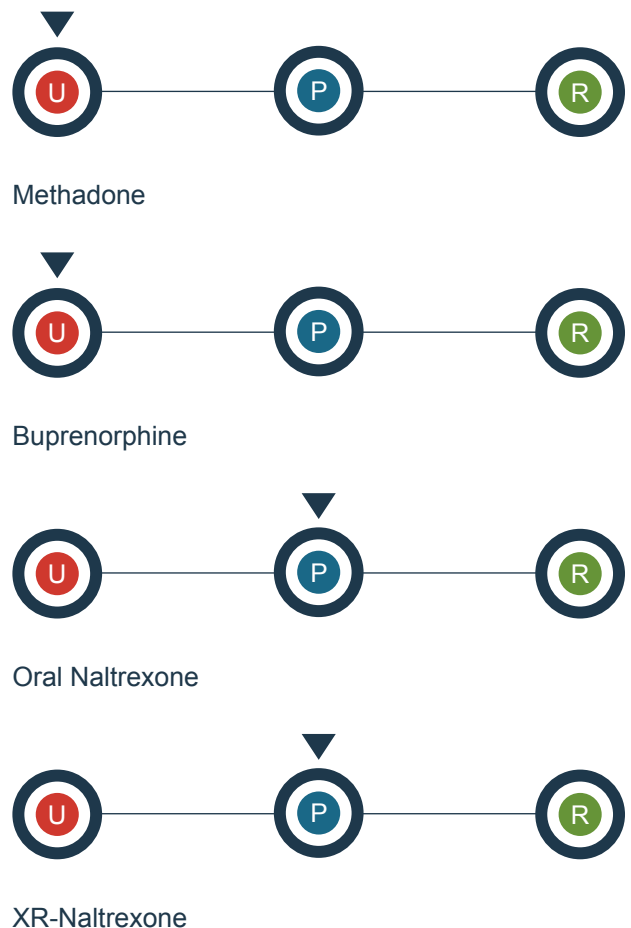 U P R
Methadone
U P R
Buprenorphine
U P R
Oral Naltrexone
U P R
XR-Naltrexone